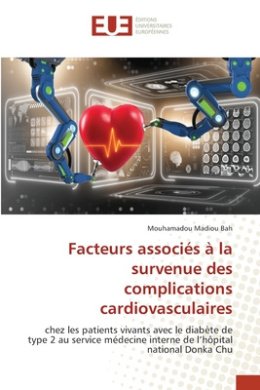 EUE
ÉDITIONS
UNIVERSITAIRES
EUROPÉENNES
Mouhamadou Madiou Bah
Facteurs associés à la
survenue des
complications
cardiovasculaires
chez les patients vivants avec le diabète de
type 2 au service médecine interne de l'hôpital
national Donka Chu